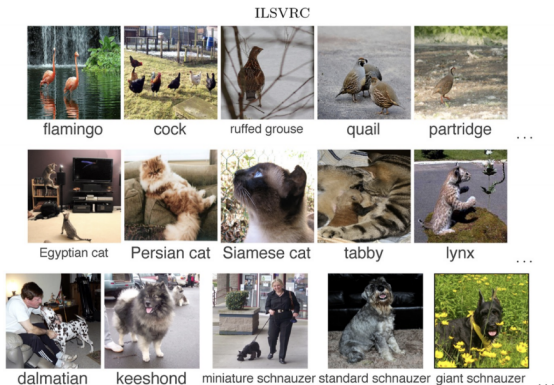 ILSVRC
flamingo cock ruffed grouse quail partridge ...
Egyptian cat Persian cat Siamese cat tabby lynx ...
dalmatian keeshond miniature schnauzer standard schnauzer giant schnauzer ...